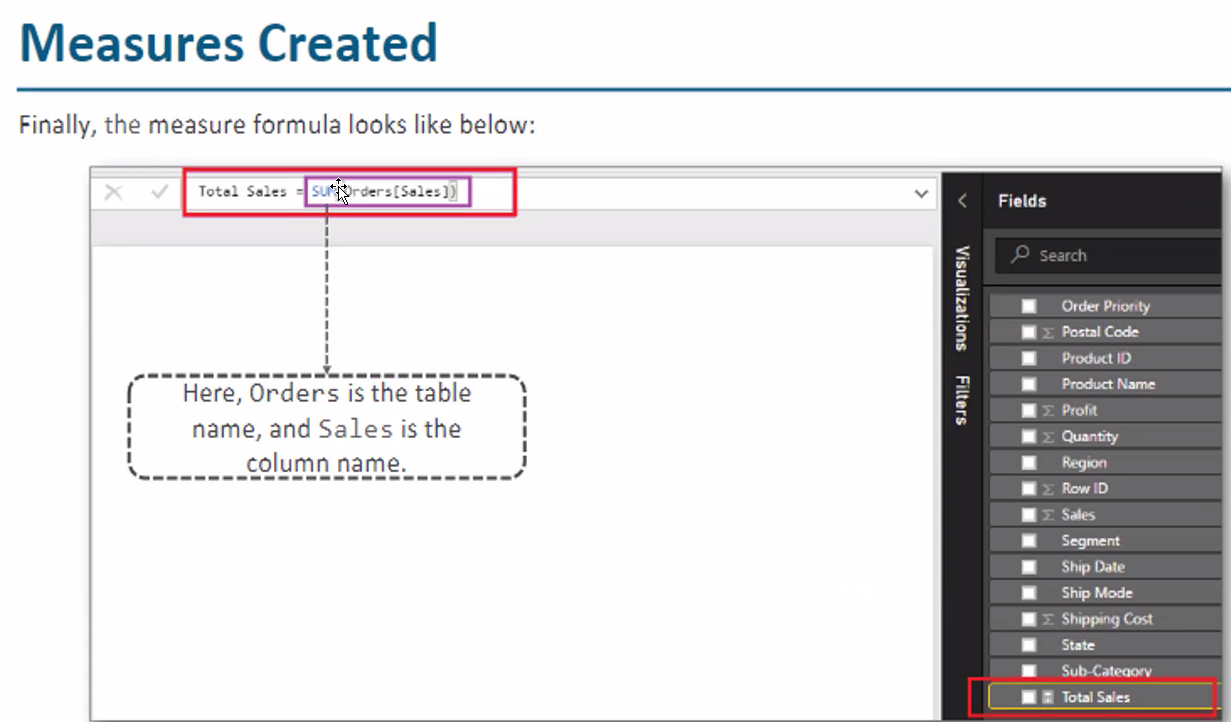 Measures Created
Finally, the measure formula looks like below:
Total Sales = SUM(Orders[Sales])
Here, Orders is the table
name, and Sales is the
column name.
Visualizations
Filters
Fields
Search
Order Priority
Σ Postal Code
Product ID
Product Name
Σ Profit
Σ Quantity
Region
Σ Row ID
Σ Sales
Segment
Ship Date
Ship Mode
Σ Shipping Cost
State
Sub-Category
Total Sales